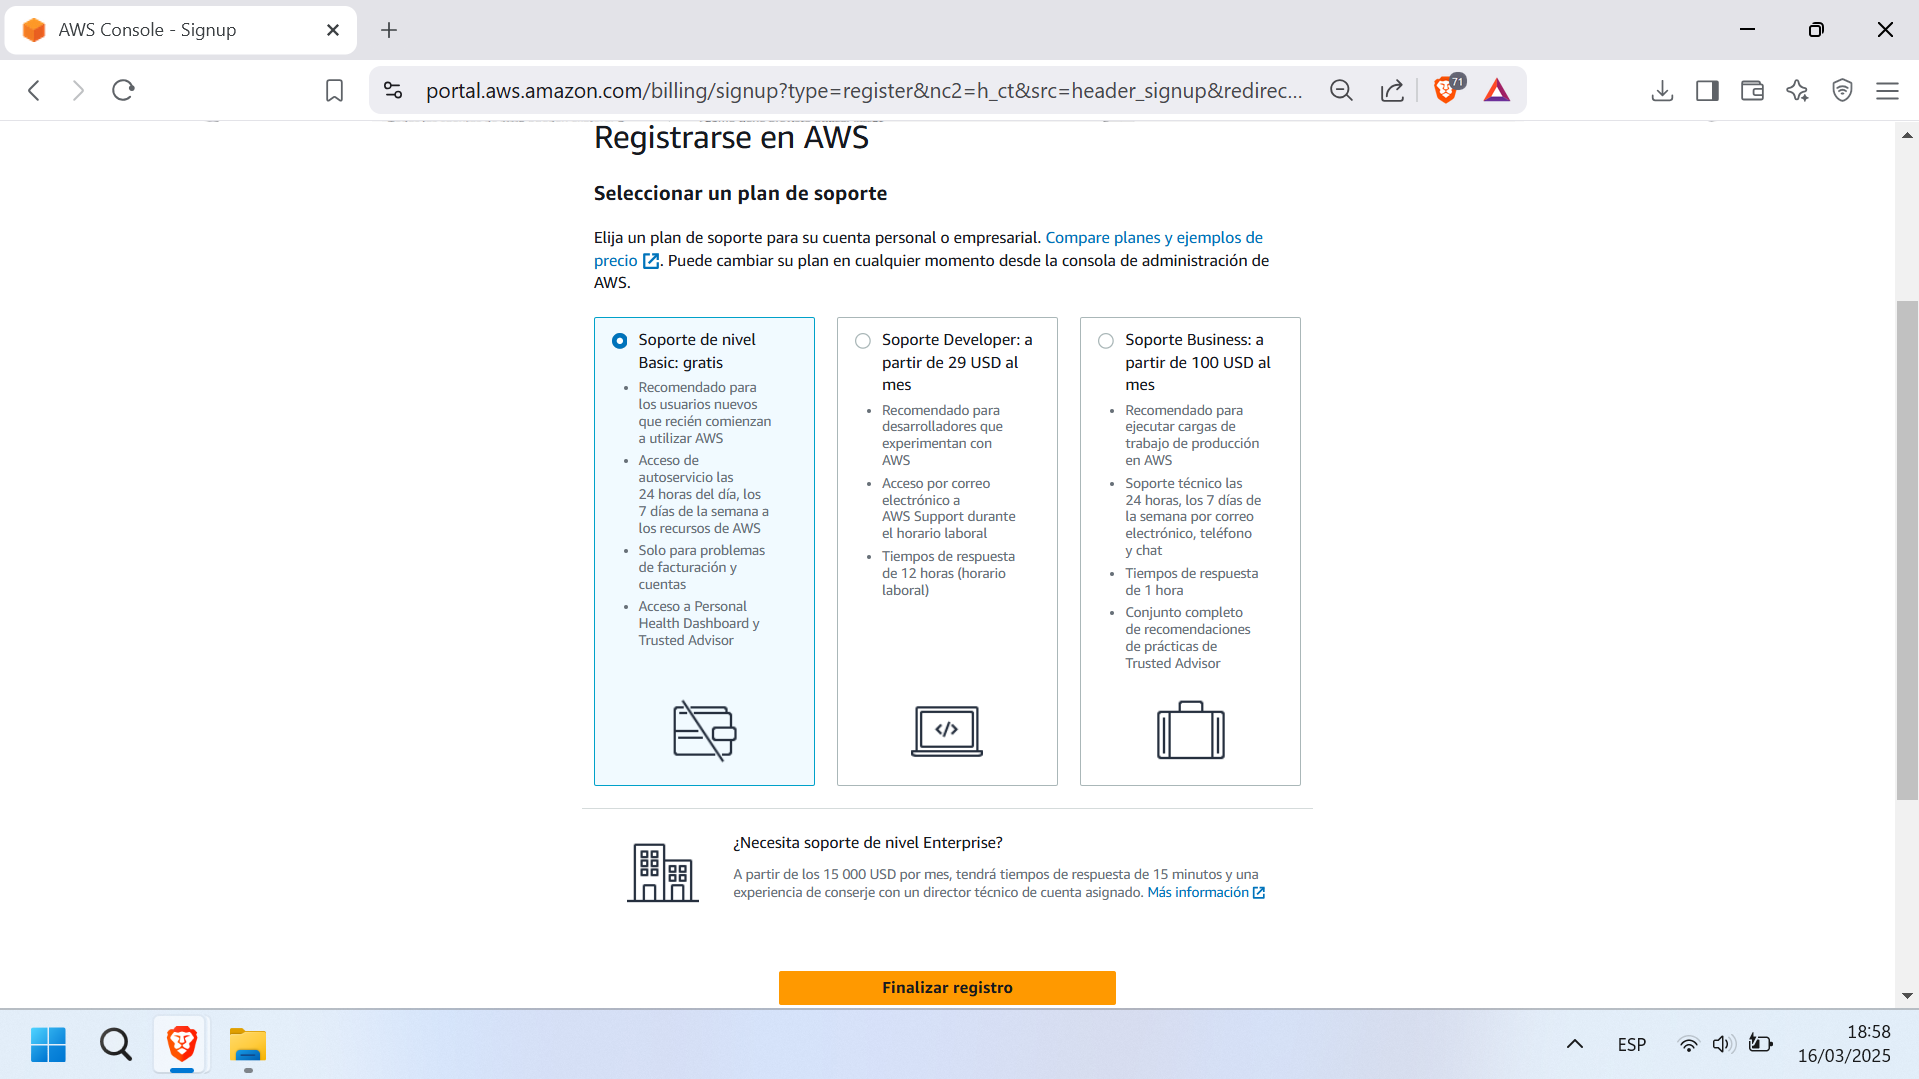 AWS Console - Signup
portal.aws.amazon.com/billing/signup?type=register&nc2=h_ct&src=header_signup&redirec...
71
Registrarse en AWS
Seleccionar un plan de soporte
Elija un plan de soporte para su cuenta personal o empresarial. Compare planes y ejemplos de
precio . Puede cambiar su plan en cualquier momento desde la consola de administración de
AWS.
Soporte de nivel
Basic: gratis
• Recomendado para
los usuarios nuevos
que recién comienzan
a utilizar AWS
• Acceso de
autoservicio las
24 horas del día, los
7 días de la semana a
los recursos de AWS
• Solo para problemas
de facturación y
cuentas
• Acceso a Personal
Health Dashboard y
Trusted Advisor
Soporte Developer: a
partir de 29 USD al
mes
• Recomendado para
desarrolladores que
experimentan con
AWS
• Acceso por correo
electrónico a
AWS Support durante
el horario laboral
• Tiempos de respuesta
de 12 horas (horario
laboral)
</>
Soporte Business: a
partir de 100 USD al
mes
• Recomendado para
ejecutar cargas de
trabajo de producción
en AWS
• Soporte técnico las
24 horas, los 7 días de
la semana por correo
electrónico, teléfono
y chat
• Tiempos de respuesta
de 1 hora
• Conjunto completo
de recomendaciones
de prácticas de
Trusted Advisor
¿Necesita soporte de nivel Enterprise?
A partir de los 15 000 USD por mes, tendrá tiempos de respuesta de 15 minutos y una
experiencia de conserje con un director técnico de cuenta asignado. Más información
Finalizar registro
ESP
18:58
16/03/2025